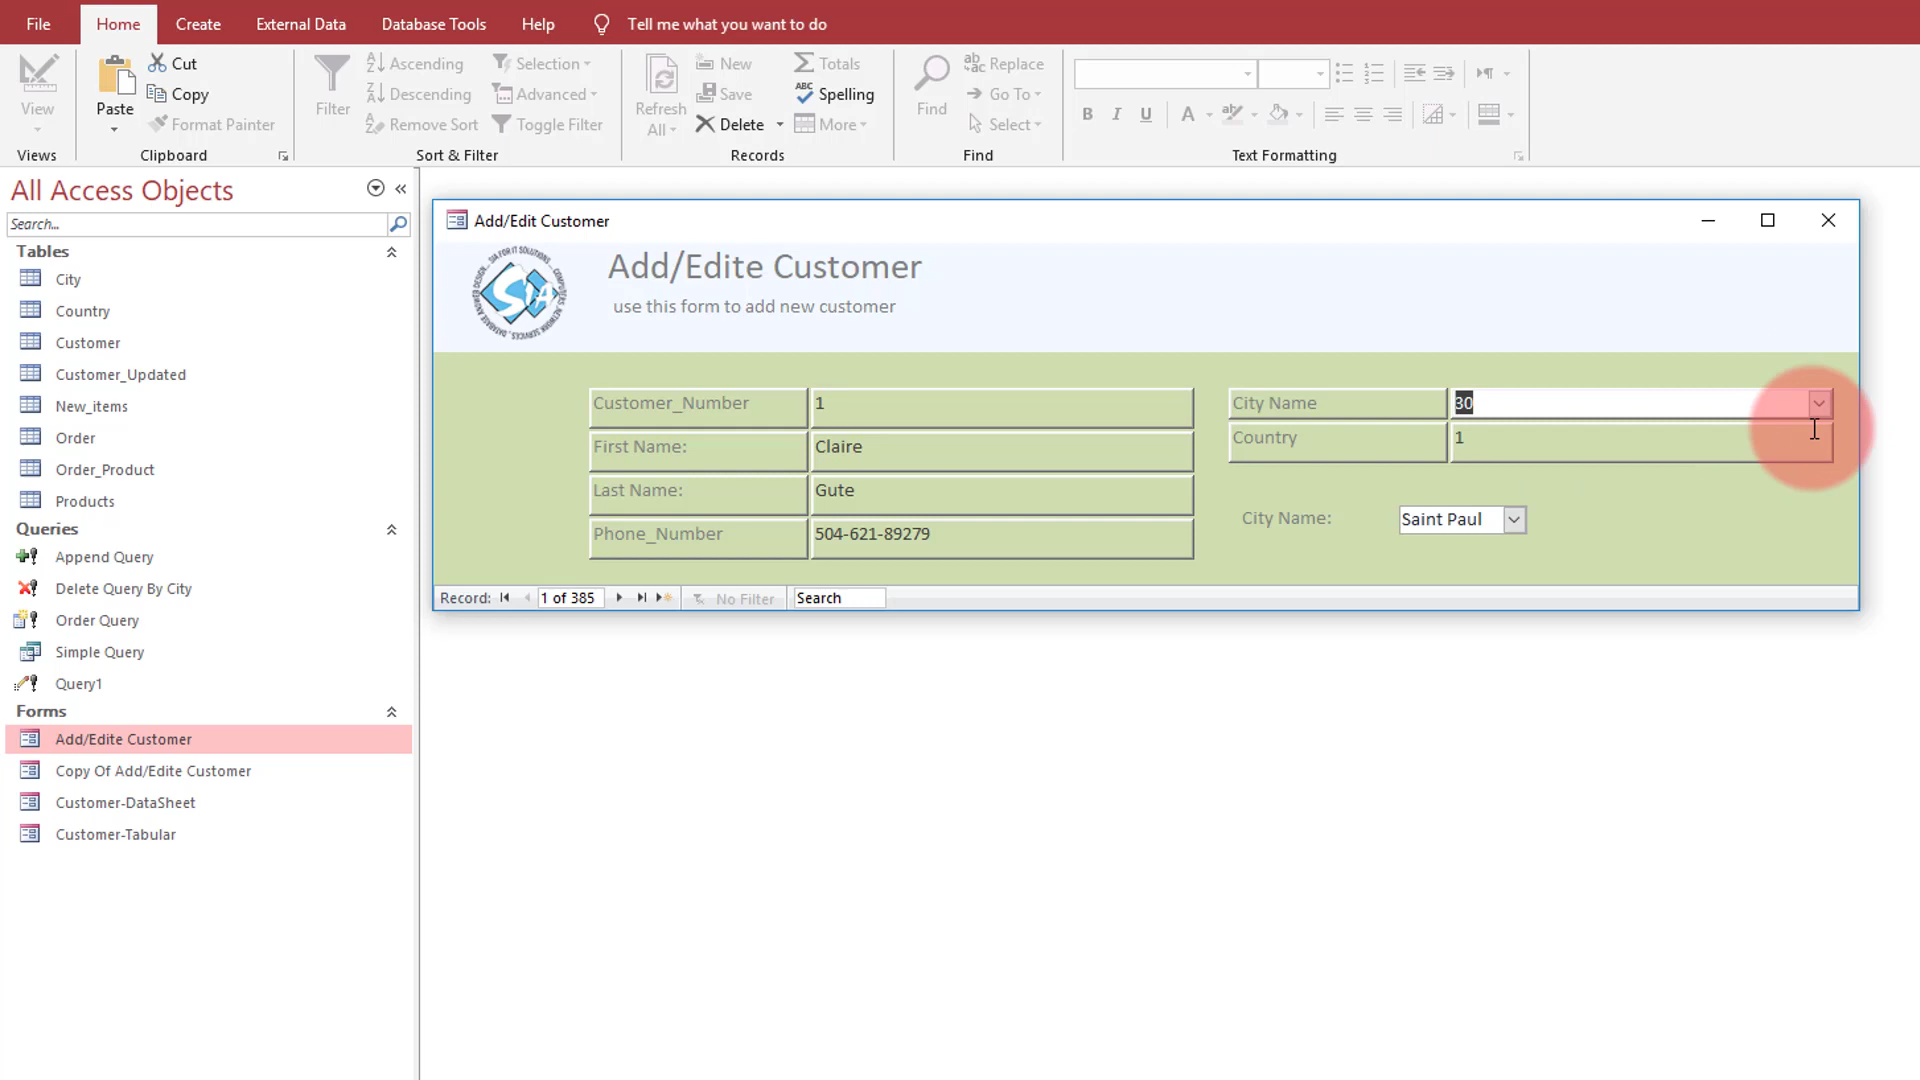 File Home Create External Data Database Tools Help Tell me what you want to do
View
Paste
Cut
Copy
Format Painter
Filter
Ascending
Descending
Remove Sort
Selection
Advanced
Toggle Filter
Refresh All
New
Save
Delete
Totals
Spelling
More
Find
Replace
Go To
Select
B I U A
Views Clipboard Sort & Filter Records Find Text Formatting
All Access Objects
Search...
Tables
City
Country
Customer
Customer_Updated
New_items
Order
Order_Product
Products
Queries
Append Query
Delete Query By City
Order Query
Simple Query
Query1
Forms
Add/Edite Customer
Copy Of Add/Edite Customer
Customer-DataSheet
Customer-Tabular
Add/Edit Customer
Add/Edite Customer
use this form to add new customer
Customer_Number 1
First Name: Claire
Last Name: Gute
Phone_Number 504-621-89279
City Name 30
Country 1
City Name: Saint Paul
Record: 1 of 385 No Filter Search